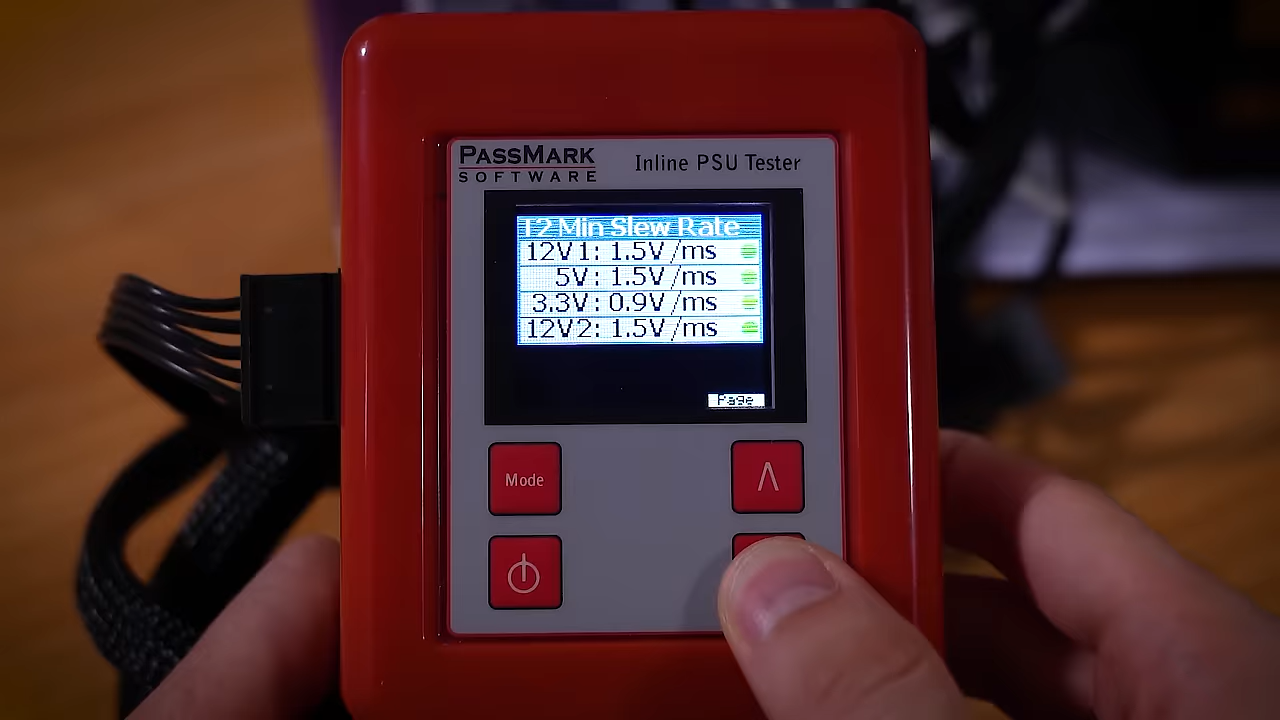 PASSMARK
SOFTWARE
Inline PSU Tester
T2 Min Slew Rate
12V1: 1.5V/ms
5V: 1.5V/ms
3.3V: 0.9V/ms
12V2: 1.5V/ms
Page
Mode